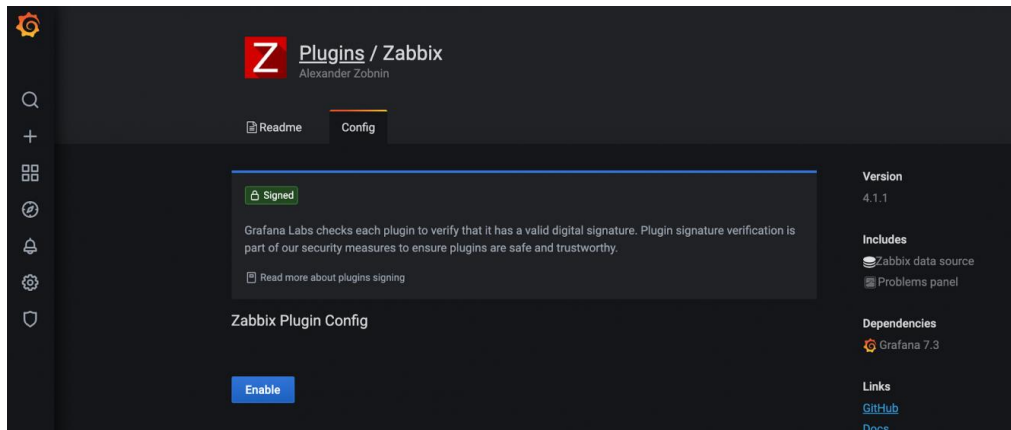 Z Plugins / Zabbix
Alexander Zobnin
Readme Config
Signed
Grafana Labs checks each plugin to verify that it has a valid digital signature. Plugin signature verification is
part of our security measures to ensure plugins are safe and trustworthy.
Read more about plugins signing
Zabbix Plugin Config
Enable
Version
4.1.1
Includes
Zabbix data source
Problems panel
Dependencies
Grafana 7.3
Links
GitHub
Docs